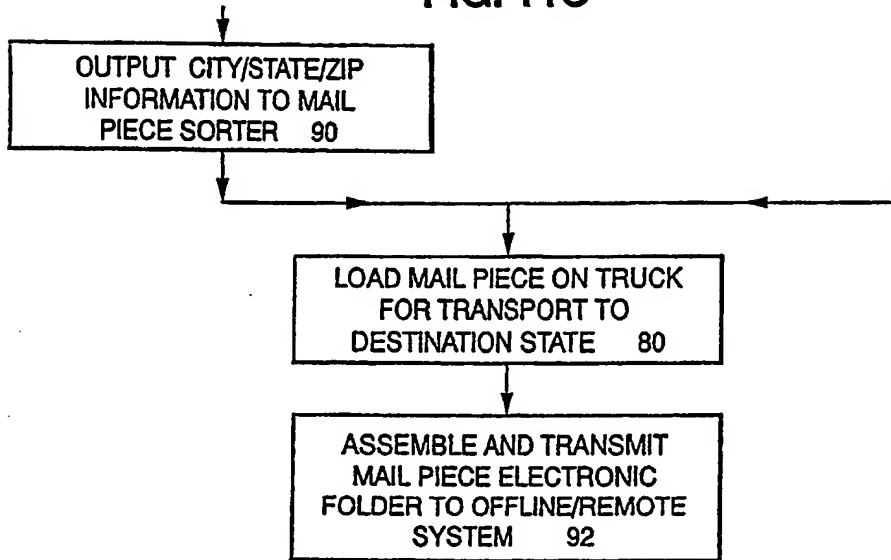 OUTPUT CITY/STATE/ZIP
INFORMATION TO MAIL
PIECE SORTER 90
LOAD MAIL PIECE ON TRUCK
FOR TRANSPORT TO
DESTINATION STATE 80
ASSEMBLE AND TRANSMIT
MAIL PIECE ELECTRONIC
FOLDER TO OFFLINE/REMOTE
SYSTEM 92